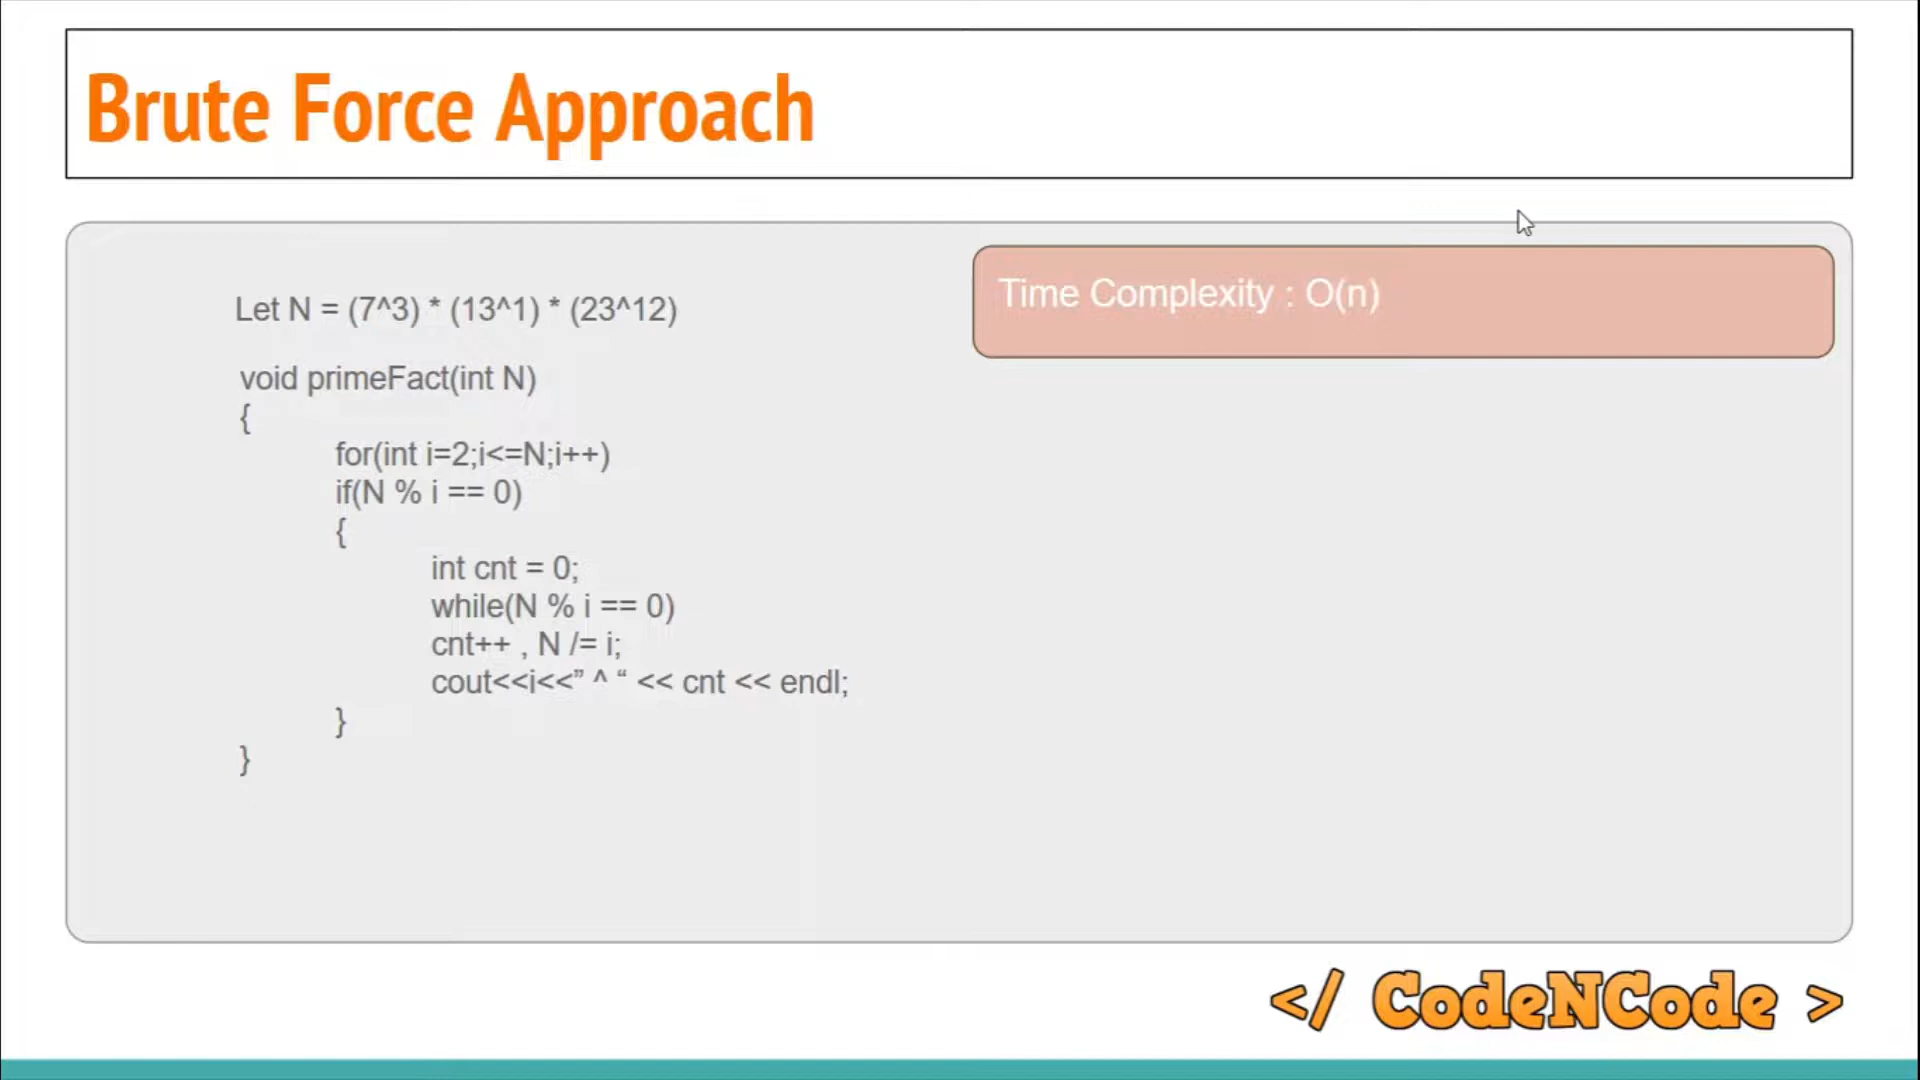 Brute Force Approach
Let N = (7^3) * (13^1) * (23^12)
Time Complexity : O(n)
void primeFact(int N)
{
for(int i=2;i<=N;i++)
if(N % i == 0)
{
int cnt = 0;
while(N % i == 0)
cnt++ , N /= i;
cout<<i<<” ^ “ << cnt << endl;
}
}
</ CodeNCode >